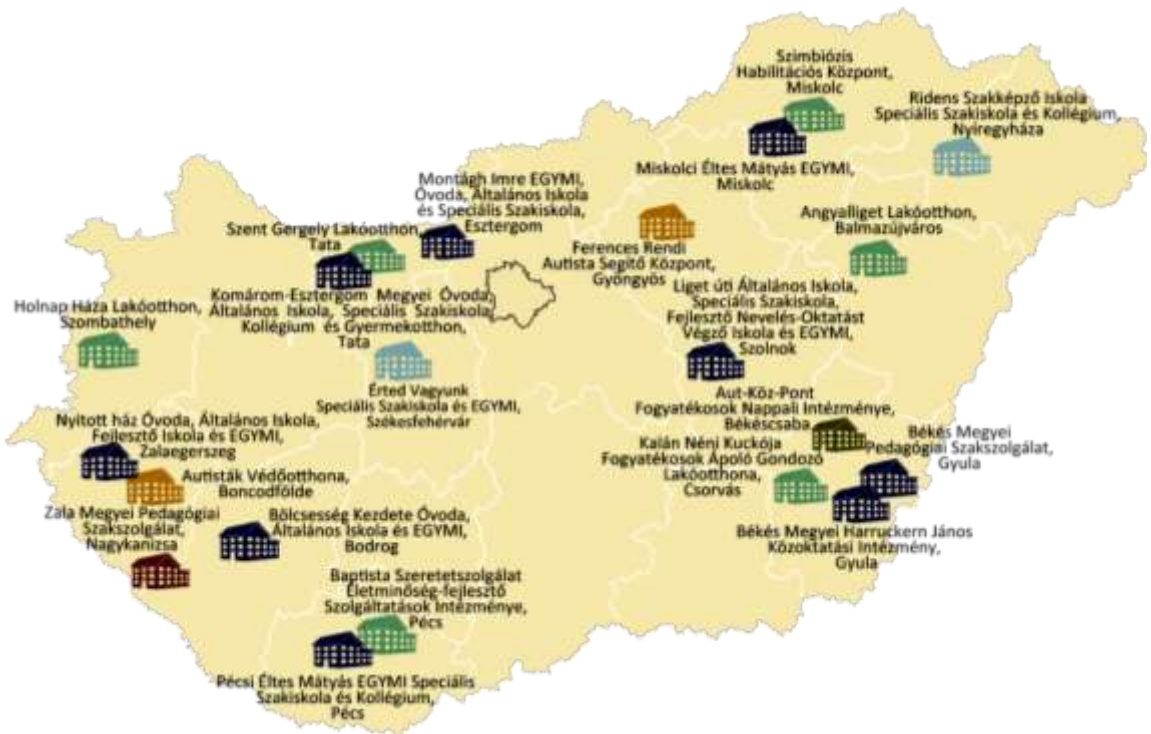 Szimbiózis
Habilitációs Központ,
Miskolc
Ridens Szakképző Iskola
Speciális Szakiskola és Kollégium,
Nyíregyháza
Miskolci Éltes Mátyás EGYMI,
Miskolc
Montágh Imre EGYMI,
Óvoda, Általános Iskola
és Speciális Szakiskola,
Esztergom
Szent Gergely Lakóotthon,
Tata
Angyalliget Lakóotthon,
Balmazújváros
Ferences Rendi
Autista Segítő Központ,
Gyöngyös
Komárom-Esztergom Megyei Óvoda,
Általános Iskola, Speciális Szakiskola,
Kollégium és Gyermekotthon,
Tata
Liget úti Általános Iskola,
Speciális Szakiskola,
Fejlesztő Nevelés-Oktatást
Végző Iskola és EGYMI,
Szolnok
Holnap Háza Lakóotthon,
Szombathely
Érted Vagyunk
Speciális Szakiskola és EGYMI,
Székesfehérvár
Aut-Köz-Pont
Fogyatékosok Nappali Intézménye,
Békéscsaba
Nyitott ház Óvoda, Általános Iskola,
Fejlesztő Iskola és EGYMI,
Zalaegerszeg
Békés Megyei
Pedagógiai Szakszolgálat,
Gyula
Kalán Néni Kuckója
Fogyatékosok Ápoló Gondozó
Lakóotthona,
Csorvás
Autisták Védőotthona,
Boncodfölde
Zala Megyei Pedagógiai
Szakszolgálat,
Nagykanizsa
Bölcsesség Kezdete Óvoda,
Általános Iskola és EGYMI,
Bodrog
Békés Megyei Harruckern János
Közoktatási Intézmény,
Gyula
Baptista Szeretetszolgálat
Életminőség-fejlesztő
Szolgáltatások Intézménye,
Pécs
Pécsi Éltes Mátyás EGYMI Speciális
Szakiskola és Kollégium,
Pécs